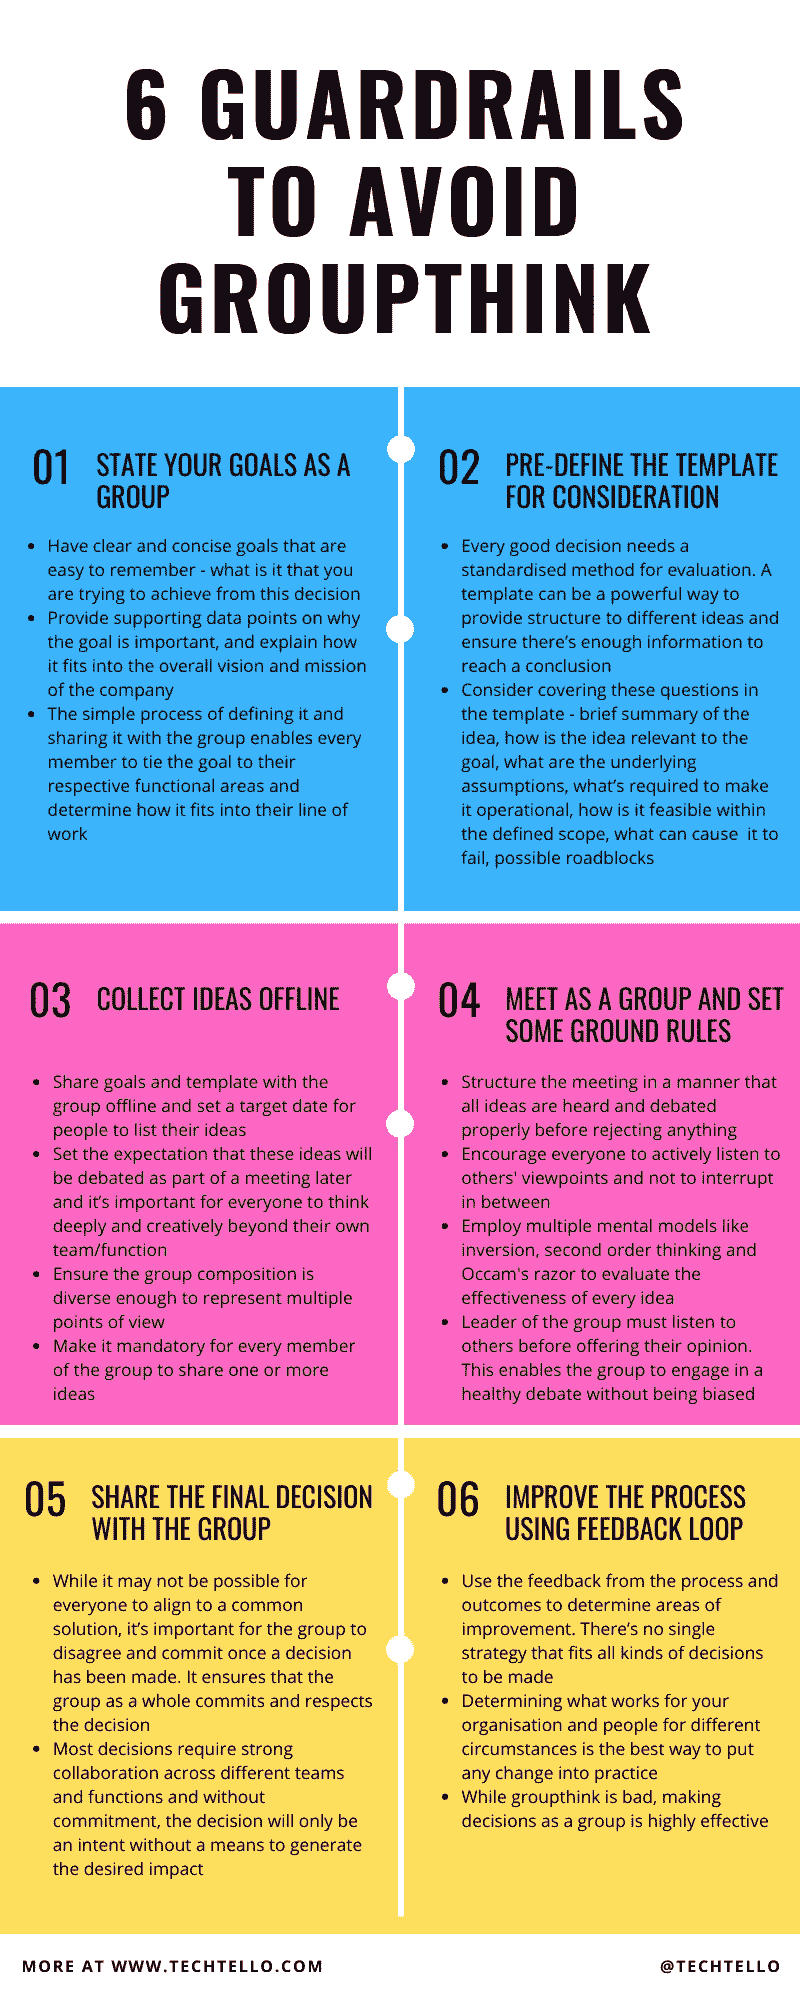 6 GUARDRAILS
TO AVOID
GROUPTHINK
01 STATE YOUR GOALS AS A
GROUP
• Have clear and concise goals that are
easy to remember - what is it that you
are trying to achieve from this decision
• Provide supporting data points on why
the goal is important, and explain how
it fits into the overall vision and mission
of the company
• The simple process of defining it and
sharing it with the group enables every
member to tie the goal to their
respective functional areas and
determine how it fits into their line of
work
02 PRE-DEFINE THE TEMPLATE
FOR CONSIDERATION
• Every good decision needs a
standardised method for evaluation. A
template can be a powerful way to
provide structure to different ideas and
ensure there's enough information to
reach a conclusion
• Consider covering these questions in
the template - brief summary of the
idea, how is the idea relevant to the
goal, what are the underlying
assumptions, what's required to make
it operational, how is it feasible within
the defined scope, what can cause  it to
fail, possible roadblocks
03 COLLECT IDEAS OFFLINE
• Share goals and template with the
group offline and set a target date for
people to list their ideas
• Set the expectation that these ideas will
be debated as part of a meeting later
and it's important for everyone to think
deeply and creatively beyond their own
team/function
• Ensure the group composition is
diverse enough to represent multiple
points of view
• Make it mandatory for every member
of the group to share one or more
ideas
04 MEET AS A GROUP AND SET
SOME GROUND RULES
• Structure the meeting in a manner that
all ideas are heard and debated
properly before rejecting anything
• Encourage everyone to actively listen to
others' viewpoints and not to interrupt
in between
• Employ multiple mental models like
inversion, second order thinking and
Occam's razor to evaluate the
effectiveness of every idea
• Leader of the group must listen to
others before offering their opinion.
This enables the group to engage in a
healthy debate without being biased
05 SHARE THE FINAL DECISION
WITH THE GROUP
• While it may not be possible for
everyone to align to a common
solution, it's important for the group to
disagree and commit once a decision
has been made. It ensures that the
group as a whole commits and respects
the decision
• Most decisions require strong
collaboration across different teams
and functions and without
commitment, the decision will only be
an intent without a means to generate
the desired impact
06 IMPROVE THE PROCESS
USING FEEDBACK LOOP
• Use the feedback from the process and
outcomes to determine areas of
improvement. There's no single
strategy that fits all kinds of decisions
to be made
• Determining what works for your
organisation and people for different
circumstances is the best way to put
any change into practice
• While groupthink is bad, making
decisions as a group is highly effective
MORE AT WWW.TECHTELLO.COM
@TECHTELLO